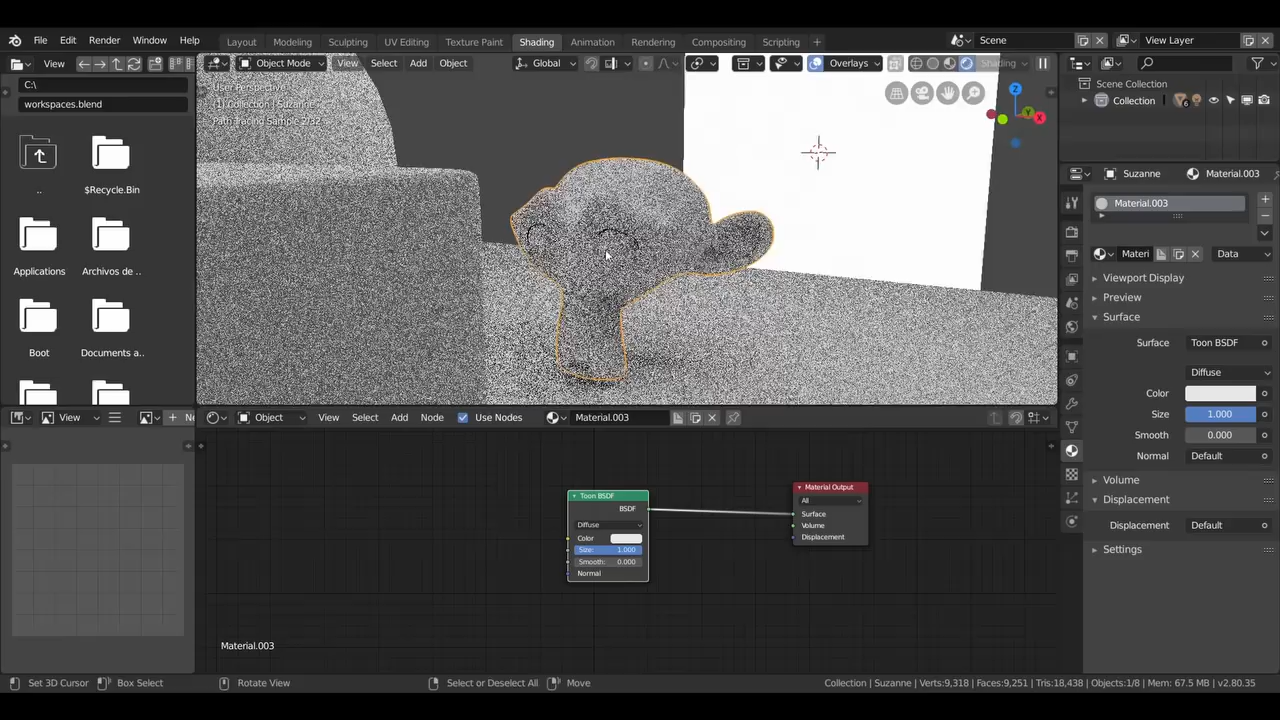 File Edit Render Window Help
Layout Modeling Sculpting UV Editing Texture Paint Shading Animation Rendering Compositing Scripting +
Scene
View Layer
View
C:\
workspaces.blend
..
$Recycle.Bin
Applications
Archivos de ..
Boot
Documents a..
Object Mode View Select Add Object Global Overlays Shading
User Perspective
(1) Collection | Suzanne
Path Tracing Sample 2
Z
Y
X
Scene Collection
Collection
6
Suzanne
Material.003
Material.003
Materi
Data
Viewport Display
Preview
Surface
Surface Toon BSDF
Diffuse
Color
Size 1.000
Smooth 0.000
Normal Default
Volume
Displacement
Displacement Default
Settings
View
Object View Select Add Node Use Nodes Material.003
Toon BSDF
BSDF
Diffuse
Color
Size: 1.000
Smooth: 0.000
Normal
Material Output
All
Surface
Volume
Displacement
Material.003
Set 3D Cursor Box Select Rotate View Select or Deselect All Move
Collection | Suzanne | Verts:9,318 | Faces:9,251 | Tris:18,438 | Objects:1/8 | Mem: 67.5 MB | v2.80.35